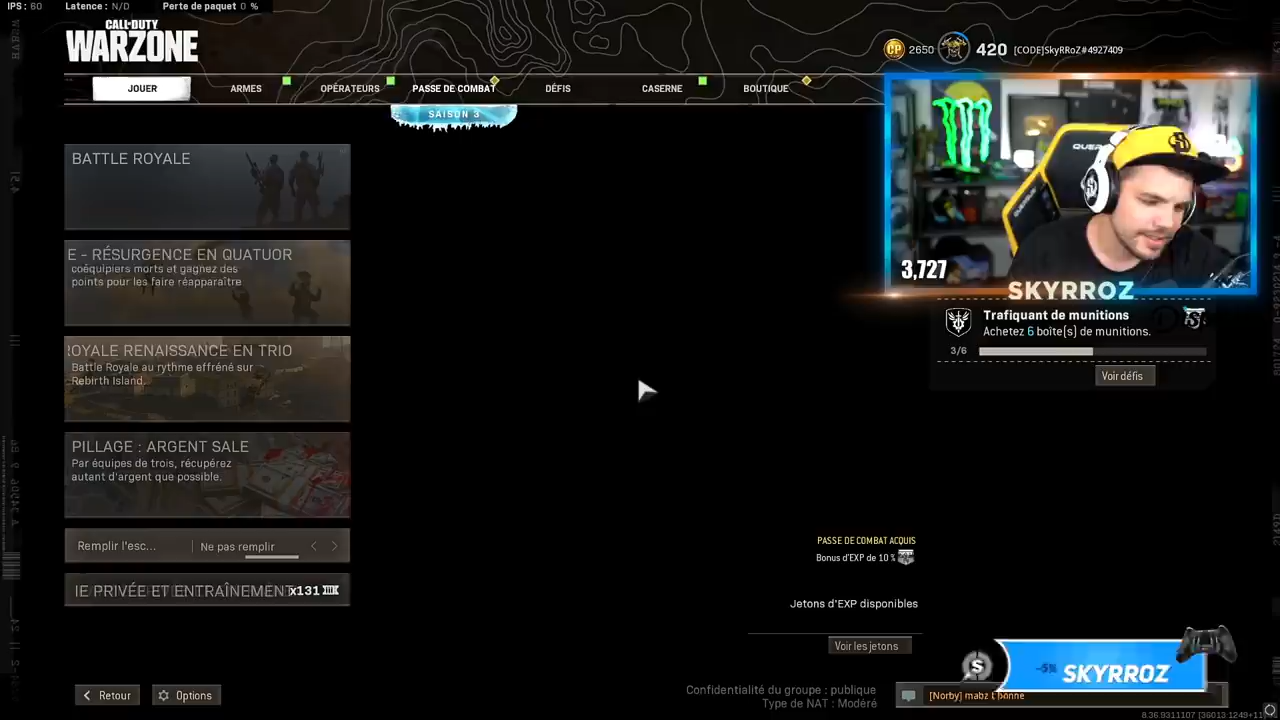 IPS : 60 Latence : N/D Perte de paquet 0 %
CALL·DUTY
WARZONE
CP 2650 420 [CODE]SkyRRoZ#4927409
JOUER ARMES OPÉRATEURS PASSE DE COMBAT DÉFIS CASERNE BOUTIQUE
SAISON 3
BATTLE ROYALE
E - RÉSURGENCE EN QUATUOR
coéquipiers morts et gagnez des
points pour les faire réapparaître
OYALE RENAISSANCE EN TRIO
Battle Royale au rythme effréné sur
Rebirth Island.
PILLAGE : ARGENT SALE
Par équipes de trois, récupérez
autant d'argent que possible.
Remplir l'esc... Ne pas remplir
IE PRIVÉE ET ENTRAÎNEMENT x131
Retour Options
3,727
SKYRROZ
Trafiquant de munitions
Achetez 6 boîte(s) de munitions.
3/6
Voir défis
PASSE DE COMBAT ACQUIS
Bonus d'EXP de 10 %
Jetons d'EXP disponibles
Voir les jetons
S -5% SKYRROZ
Confidentialité du groupe : publique
Type de NAT : Modéré
[Norby] mabz t bonne